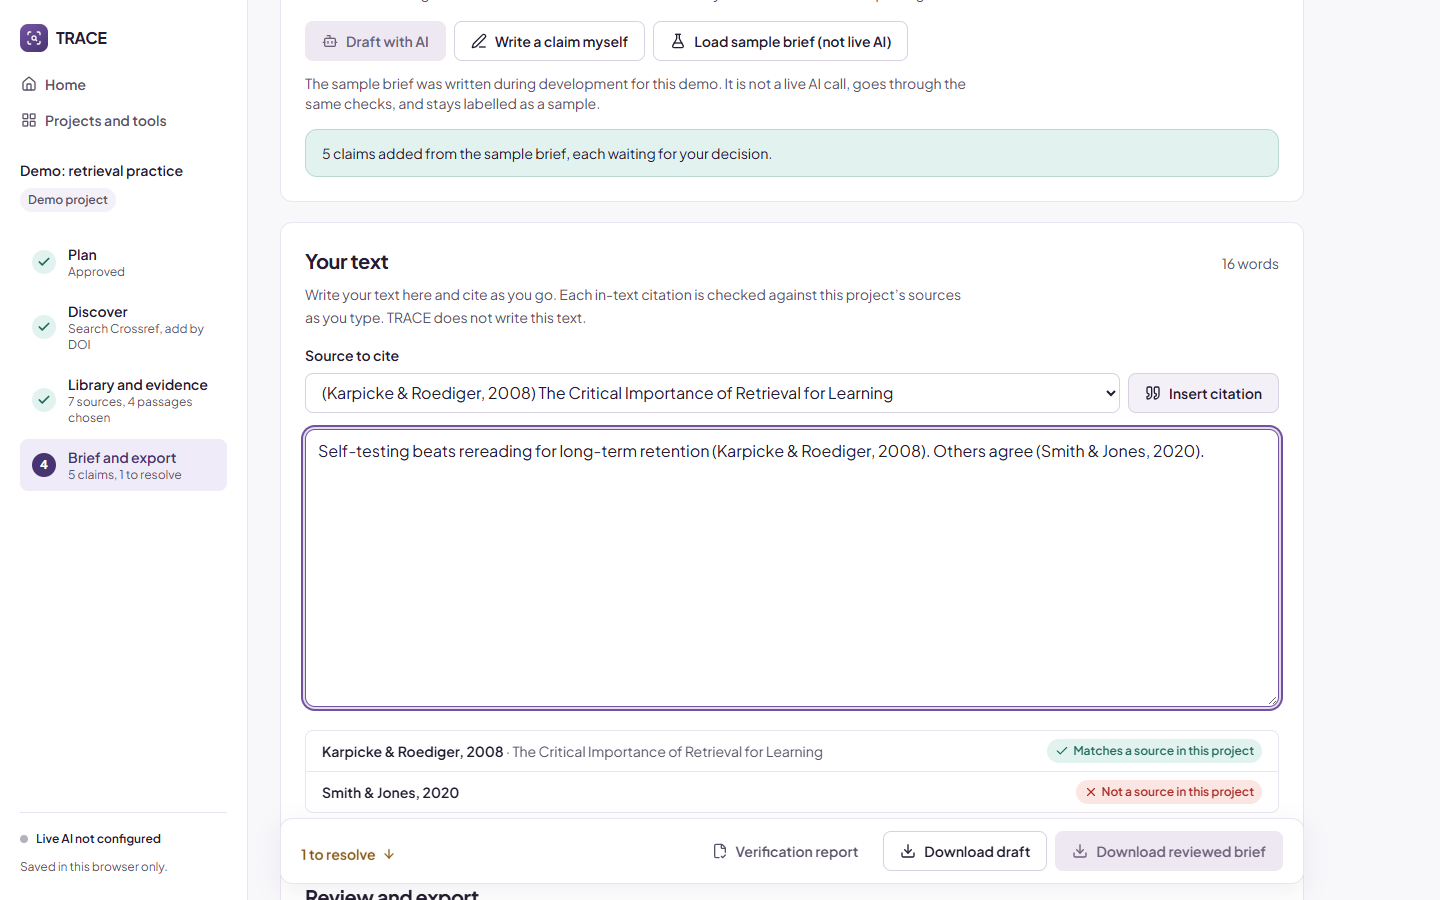 TRACE
Home
Projects and tools
Demo: retrieval practice
Demo project
Plan
Approved
Discover
Search Crossref, add by
DOI
Library and evidence
7 sources, 4 passages
chosen
4
Brief and export
5 claims, 1 to resolve
Live AI not configured
Saved in this browser only.
Draft with AI
Write a claim myself
Load sample brief (not live AI)
The sample brief was written during development for this demo. It is not a live AI call, goes through the
same checks, and stays labelled as a sample.
5 claims added from the sample brief, each waiting for your decision.
Your text
16 words
Write your text here and cite as you go. Each in-text citation is checked against this project's sources
as you type. TRACE does not write this text.
Source to cite
(Karpicke & Roediger, 2008) The Critical Importance of Retrieval for Learning
Insert citation
Self-testing beats rereading for long-term retention (Karpicke & Roediger, 2008). Others agree (Smith & Jones, 2020).
Karpicke & Roediger, 2008 · The Critical Importance of Retrieval for Learning
Matches a source in this project
Smith & Jones, 2020
Not a source in this project
1 to resolve
Verification report
Download draft
Download reviewed brief
Review and export